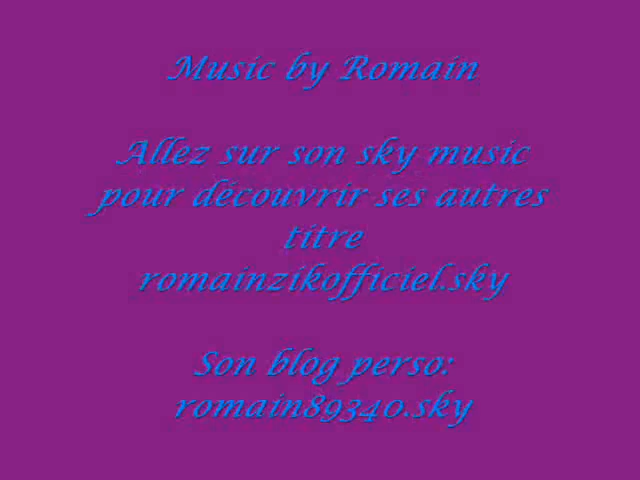 Music by Romain
Allez sur son sky music
pour découvrir ses autres
titre
romainzikofficiel.sky
Son blog perso:
romain89340.sky